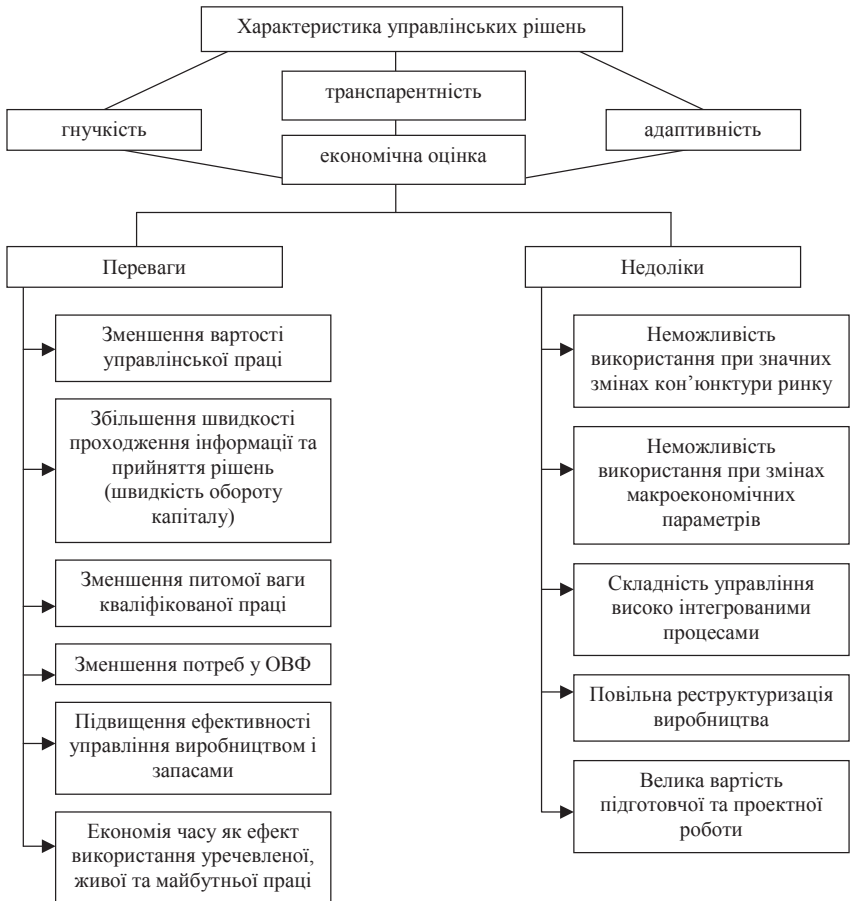 Характеристика управлінських рішень
транспарентність
гнучкість
адаптивність
економічна оцінка
Переваги
Зменшення вартості
управлінської праці
Збільшення швидкості
проходження інформації та
прийняття рішень
(швидкість обороту
капіталу)
Зменшення питомої ваги
кваліфікованої праці
Зменшення потреб у ОВФ
Підвищення ефективності
управління виробництвом і
запасами
Економія часу як ефект
використання уречевленої,
живої та майбутньої праці
Недоліки
Неможливість
використання при значних
змінах кон’юнктури ринку
Неможливість
використання при змінах
макроекономічних
параметрів
Складність управління
високо інтегрованими
процесами
Повільна реструктуризація
виробництва
Велика вартість
підготовчої та проектної
роботи